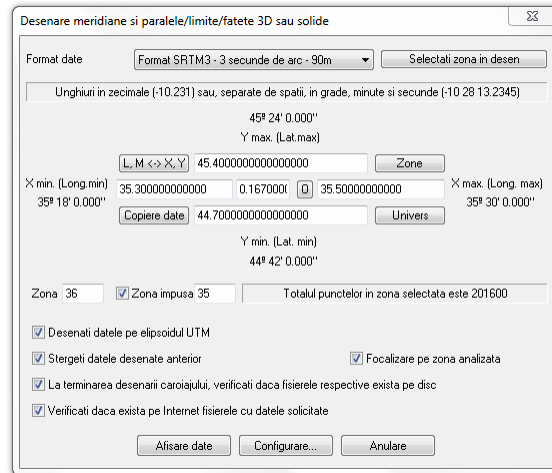 Desenare meridiane si paralele/limite/fatete 3D sau solide
Format date
Format SRTM3 - 3 secunde de arc - 90m
Selectati zona in desen
Unghiuri in zecimale (-10.231) sau, separate de spatii, in grade, minute si secunde (-10 28 13.2345)
45º 24' 0.000''
Y max. (Lat.max)
L, M <-> X, Y
45.4000000000000000
Zone
X min. (Long.min)
35º 18' 0.000''
35.300000000000
0.167000(
0
35.50000000000000
X max. (Long. max)
35º 30' 0.000''
Copiere date
44.7000000000000000
Univers
Y min. (Lat. min)
44º 42' 0.000''
Zona
36
Zona impusa
35
Totalul punctelor in zona selectata este 201600
Desenati datele pe elipsoidul UTM
Stergeti datele desenate anterior
Focalizare pe zona analizata
La terminarea desenarii caroiajului, verificati daca fisierele respective exista pe disc
Verificati daca exista pe Internet fisierele cu datele solicitate
Afisare date
Configurare...
Anulare